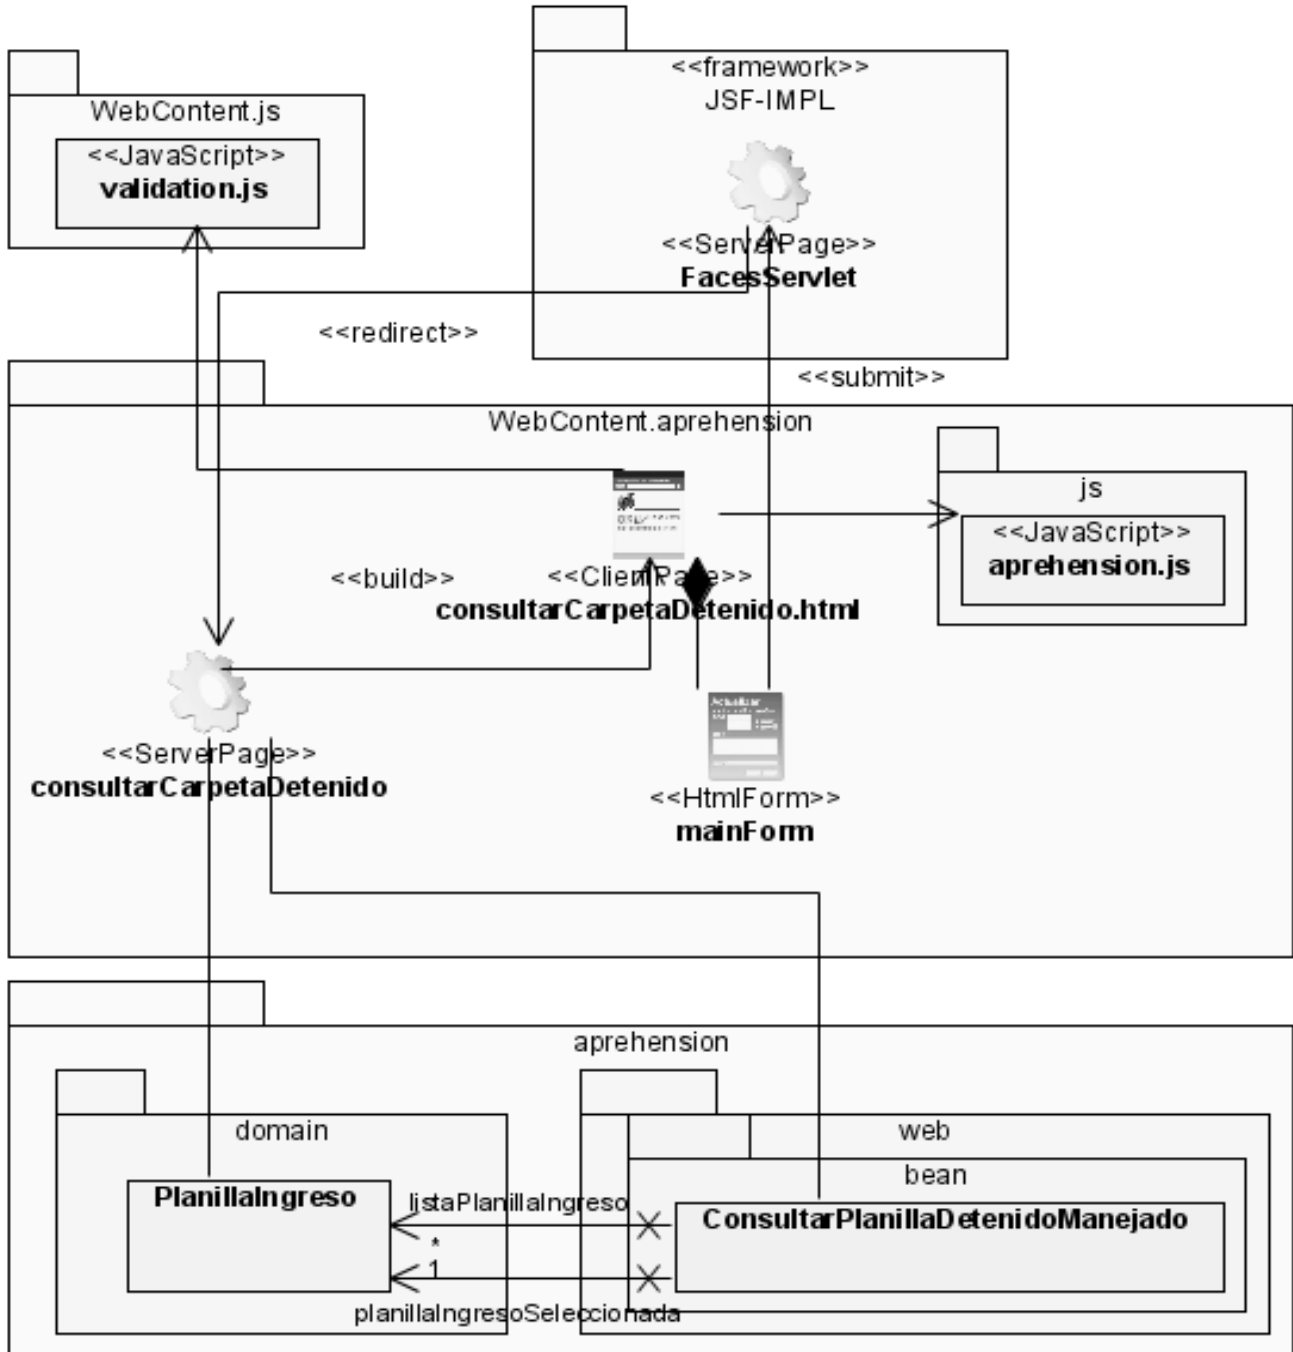 <<framework>>
JSF-IMPL
WebContent.js
<<JavaScript>>
validation.js
<<ServerPage>>
FacesServlet
<<redirect>>
<<submit>>
WebContent.aprehension
js
<<JavaScript>>
aprehension.js
<<build>>
<<ClientPage>>
consultarCarpetaDetenido.html
Actualizar
<<ServerPage>>
consultarCarpetaDetenido
<<HtmlForm>>
mainForm
aprehension
domain
web
bean
PlanillaIngreso
listaPlanillaIngreso
ConsultarPlanillaDetenidoManejado
*
1
planillaIngresoSeleccionada